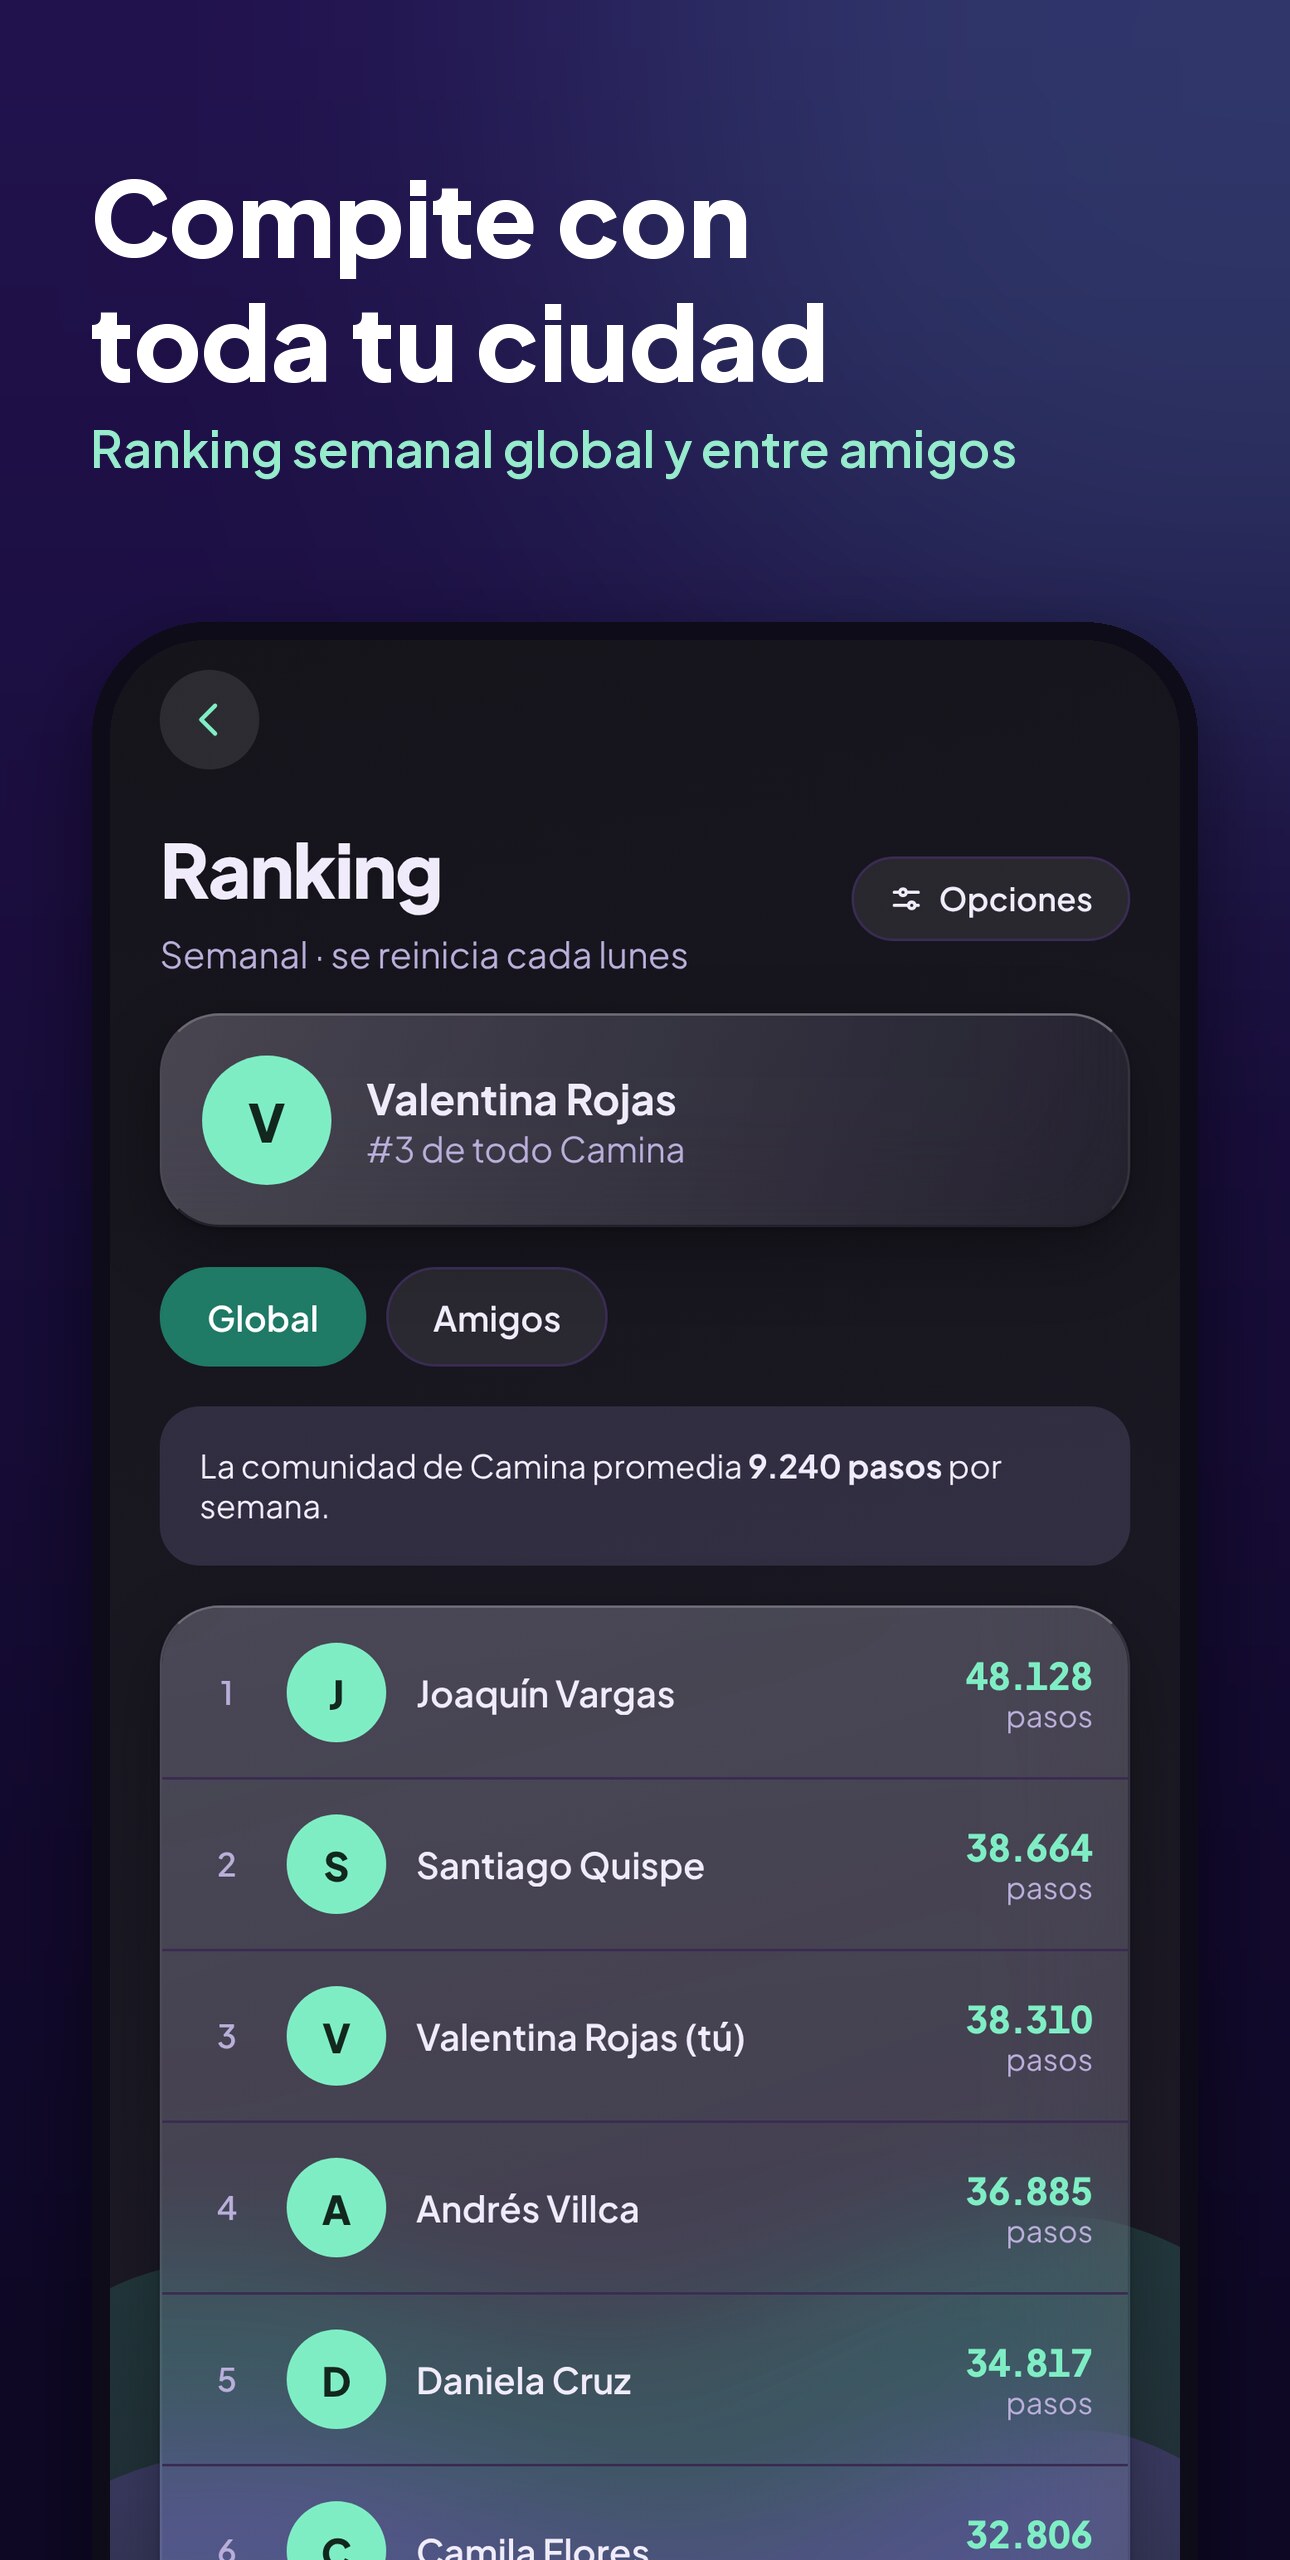 Compite con
toda tu ciudad
Ranking semanal global y entre amigos
Ranking
Opciones
Semanal · se reinicia cada lunes
V
Valentina Rojas
#3 de todo Camina
Global
Amigos
La comunidad de Camina promedia 9.240 pasos por
semana.
1 J Joaquín Vargas 48.128
pasos
2 S Santiago Quispe 38.664
pasos
3 V Valentina Rojas (tú) 38.310
pasos
4 A Andrés Villca 36.885
pasos
5 D Daniela Cruz 34.817
pasos
6 C Camila Flores 32.806